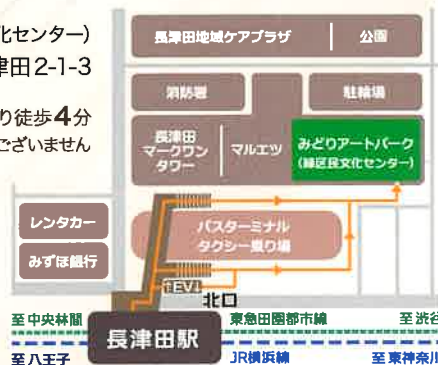 化センター)
津田2-1-3
り徒歩4分
ございません
長津田地域ケアプラザ
公園
消防署
駐輪場
長津田
マークワン
タワー
マルエツ
みどりアートパーク
(緑区民文化センター)
レンタカー
みずほ銀行
バスターミナル
タクシー乗り場
EV
北口
至中央林間
東急田園都市線
至渋谷
長津田駅
至八王子
JR横浜線
至東神奈川